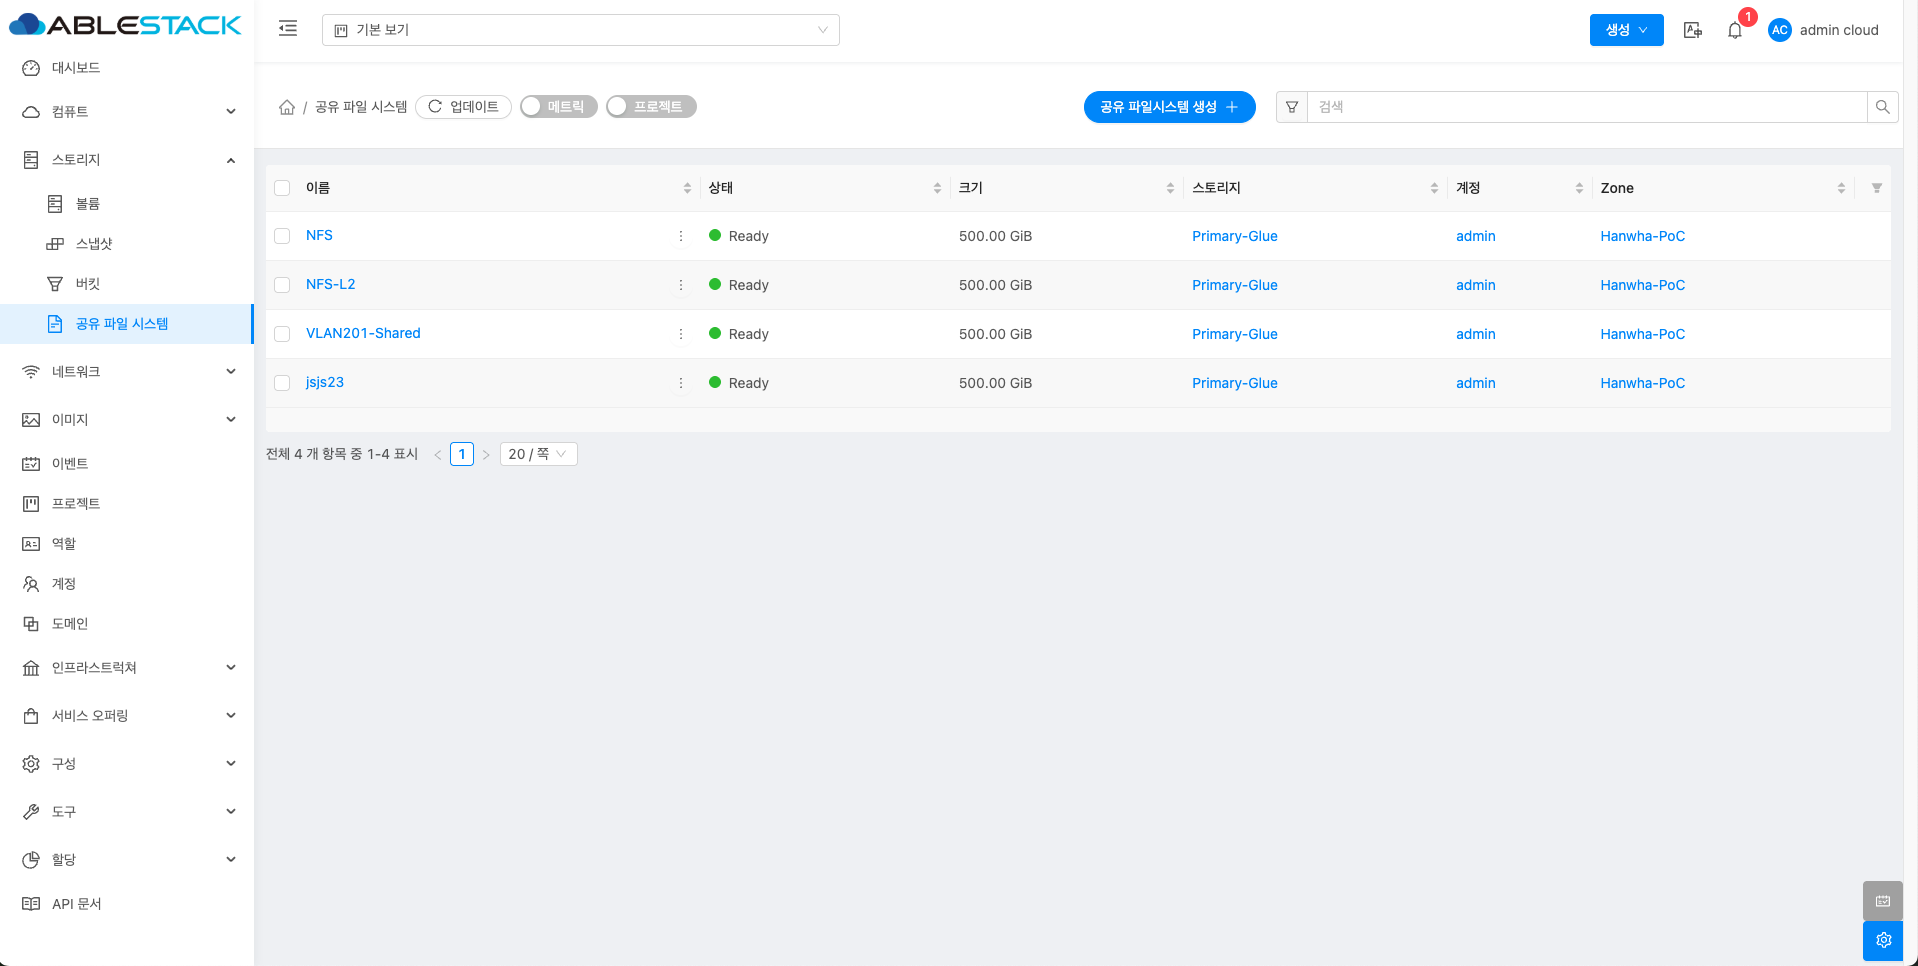 ABLESTACK
기본 보기
생성
1
AC admin cloud
대시보드
컴퓨트
스토리지
볼륨
스냅샷
버킷
공유 파일 시스템
네트워크
이미지
이벤트
프로젝트
역할
계정
도메인
인프라스트럭쳐
서비스 오퍼링
구성
도구
할당
API 문서
/ 공유 파일 시스템 업데이트 메트릭 프로젝트
공유 파일시스템 생성 검색
이름 상태 크기 스토리지 계정 Zone
NFS Ready 500.00 GiB Primary-Glue admin Hanwha-PoC
NFS-L2 Ready 500.00 GiB Primary-Glue admin Hanwha-PoC
VLAN201-Shared Ready 500.00 GiB Primary-Glue admin Hanwha-PoC
jsjs23 Ready 500.00 GiB Primary-Glue admin Hanwha-PoC
전체 4 개 항목 중 1-4 표시 < 1 > 20 / 쪽